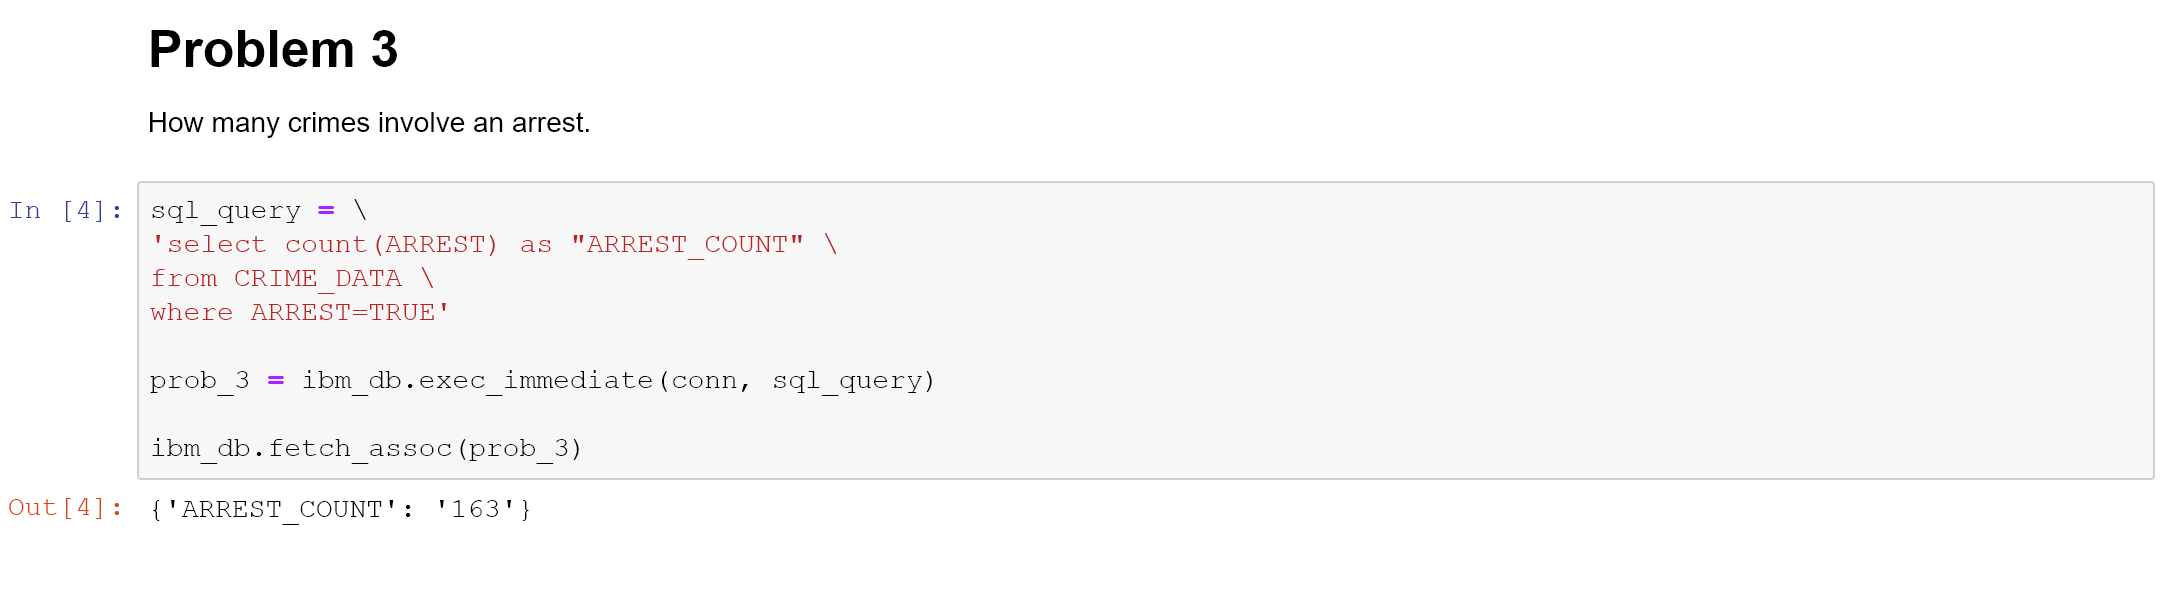 Problem 3
How many crimes involve an arrest.
In [4]: sql_query = \
'select count(ARREST) as "ARREST_COUNT" \
from CRIME_DATA \
where ARREST=TRUE'
prob_3 = ibm_db.exec_immediate(conn, sql_query)
ibm_db.fetch_assoc(prob_3)
Out[4]: {'ARREST_COUNT': '163'}